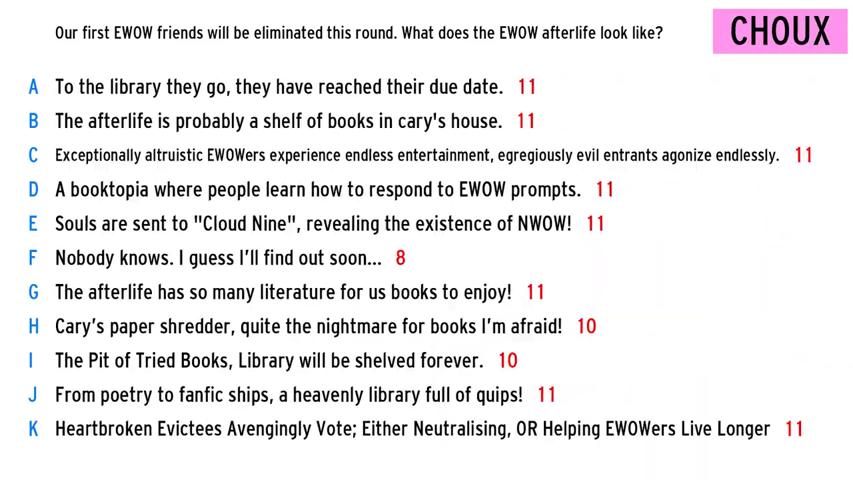 Our first EWOW friends will be eliminated this round. What does the EWOW afterlife look like?
CHOUX
A To the library they go, they have reached their due date. 11
B The afterlife is probably a shelf of books in cary's house. 11
C Exceptionally altruistic EWOWers experience endless entertainment, egregiously evil entrants agonize endlessly. 11
D A booktopia where people learn how to respond to EWOW prompts. 11
E Souls are sent to "Cloud Nine", revealing the existence of NWOW! 11
F Nobody knows. I guess I’ll find out soon... 8
G The afterlife has so many literature for us books to enjoy! 11
H Cary’s paper shredder, quite the nightmare for books I’m afraid! 10
I The Pit of Tried Books, Library will be shelved forever. 10
J From poetry to fanfic ships, a heavenly library full of quips! 11
K Heartbroken Evictees Avengingly Vote; Either Neutralising, OR Helping EWOWers Live Longer 11